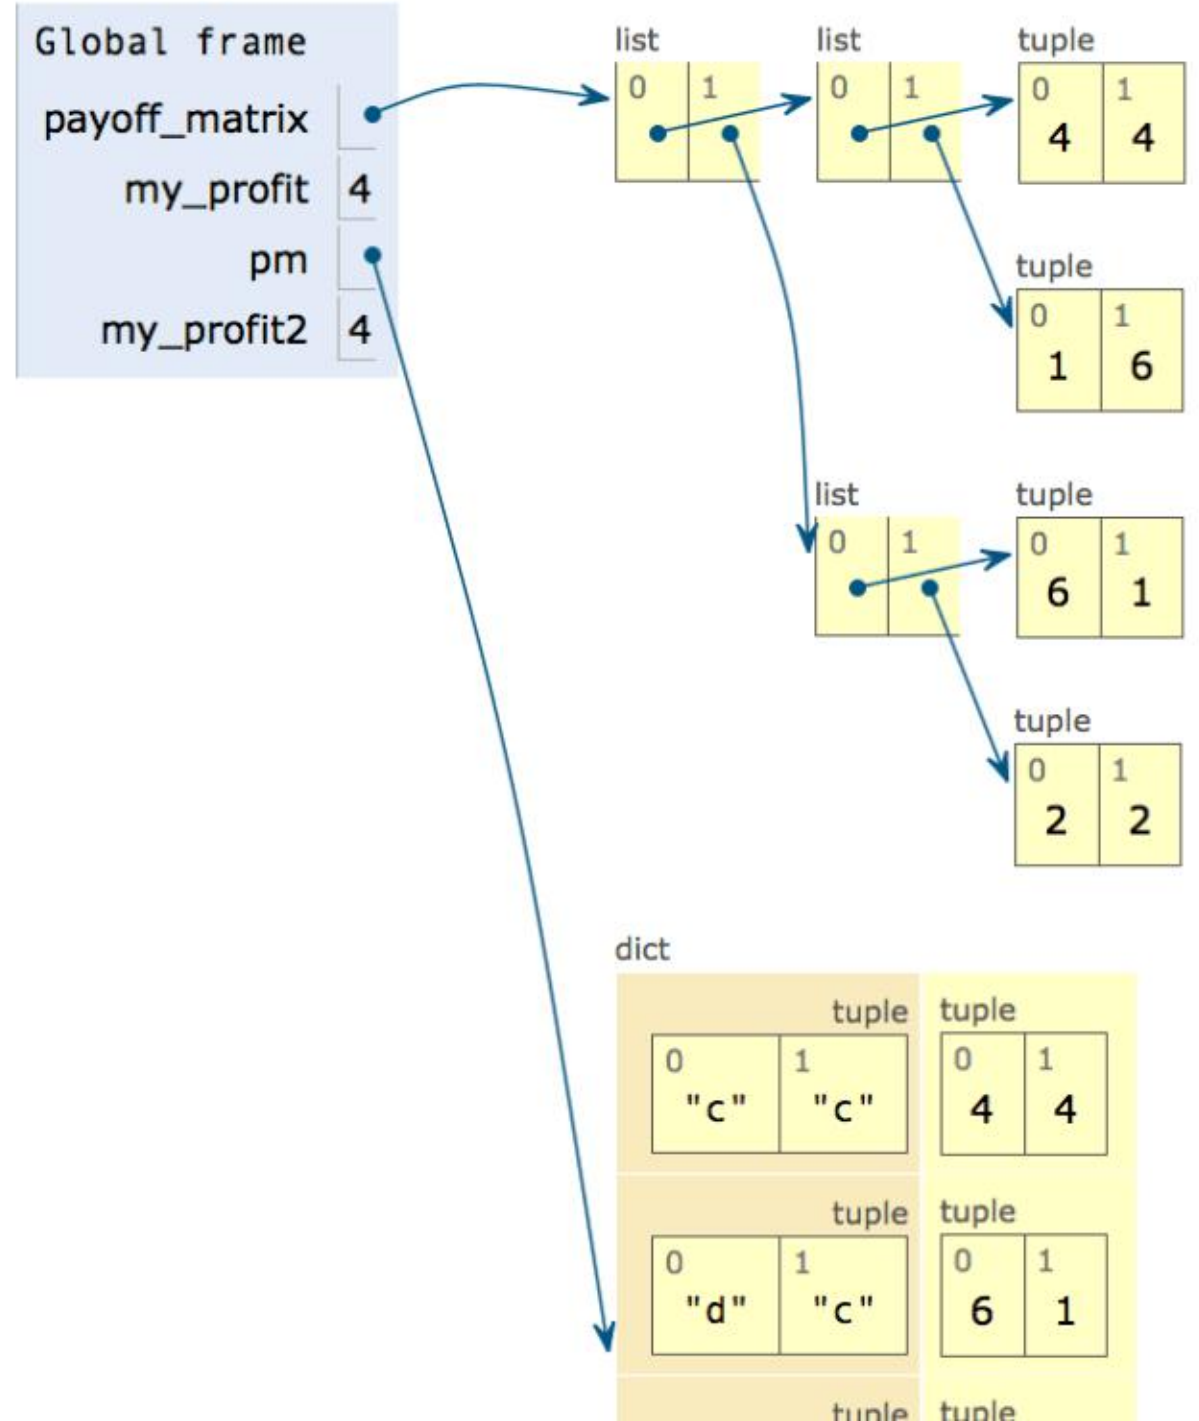 Global frame
payoff_matrix
my_profit 4
pm
my_profit2 4
list list tuple
0 1 0 1 0 1
4 4
tuple
0 1
1 6
list tuple
0 1 0 1
6 1
tuple
0 1
2 2
dict
tuple tuple
0 1 0 1
"c" "c" 4 4
tuple tuple
0 1 0 1
"d" "c" 6 1
tuple tuple